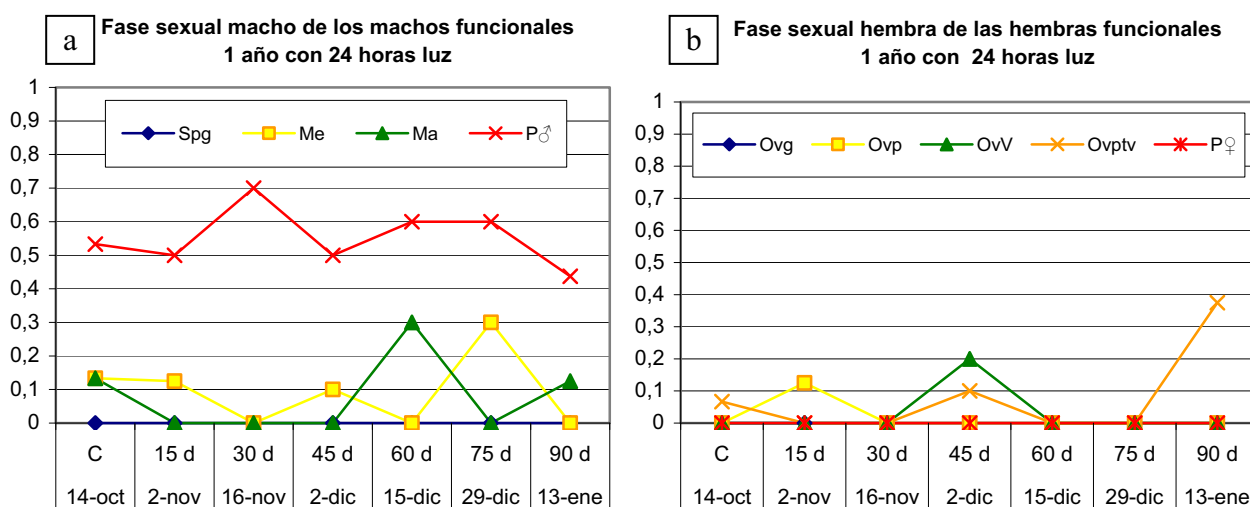 a
Fase sexual macho de los machos funcionales
1 año con 24 horas luz
Spg Me Ma P♂
1
0,9
0,8
0,7
0,6
0,5
0,4
0,3
0,2
0,1
0
C 15 d 30 d 45 d 60 d 75 d 90 d
14-oct 2-nov 16-nov 2-dic 15-dic 29-dic 13-ene
b
Fase sexual hembra de las hembras funcionales
1 año con 24 horas luz
Ovg Ovp OvV Ovptv P♀
1
0,9
0,8
0,7
0,6
0,5
0,4
0,3
0,2
0,1
0
C 15 d 30 d 45 d 60 d 75 d 90 d
14-oct 2-nov 16-nov 2-dic 15-dic 29-dic 13-ene